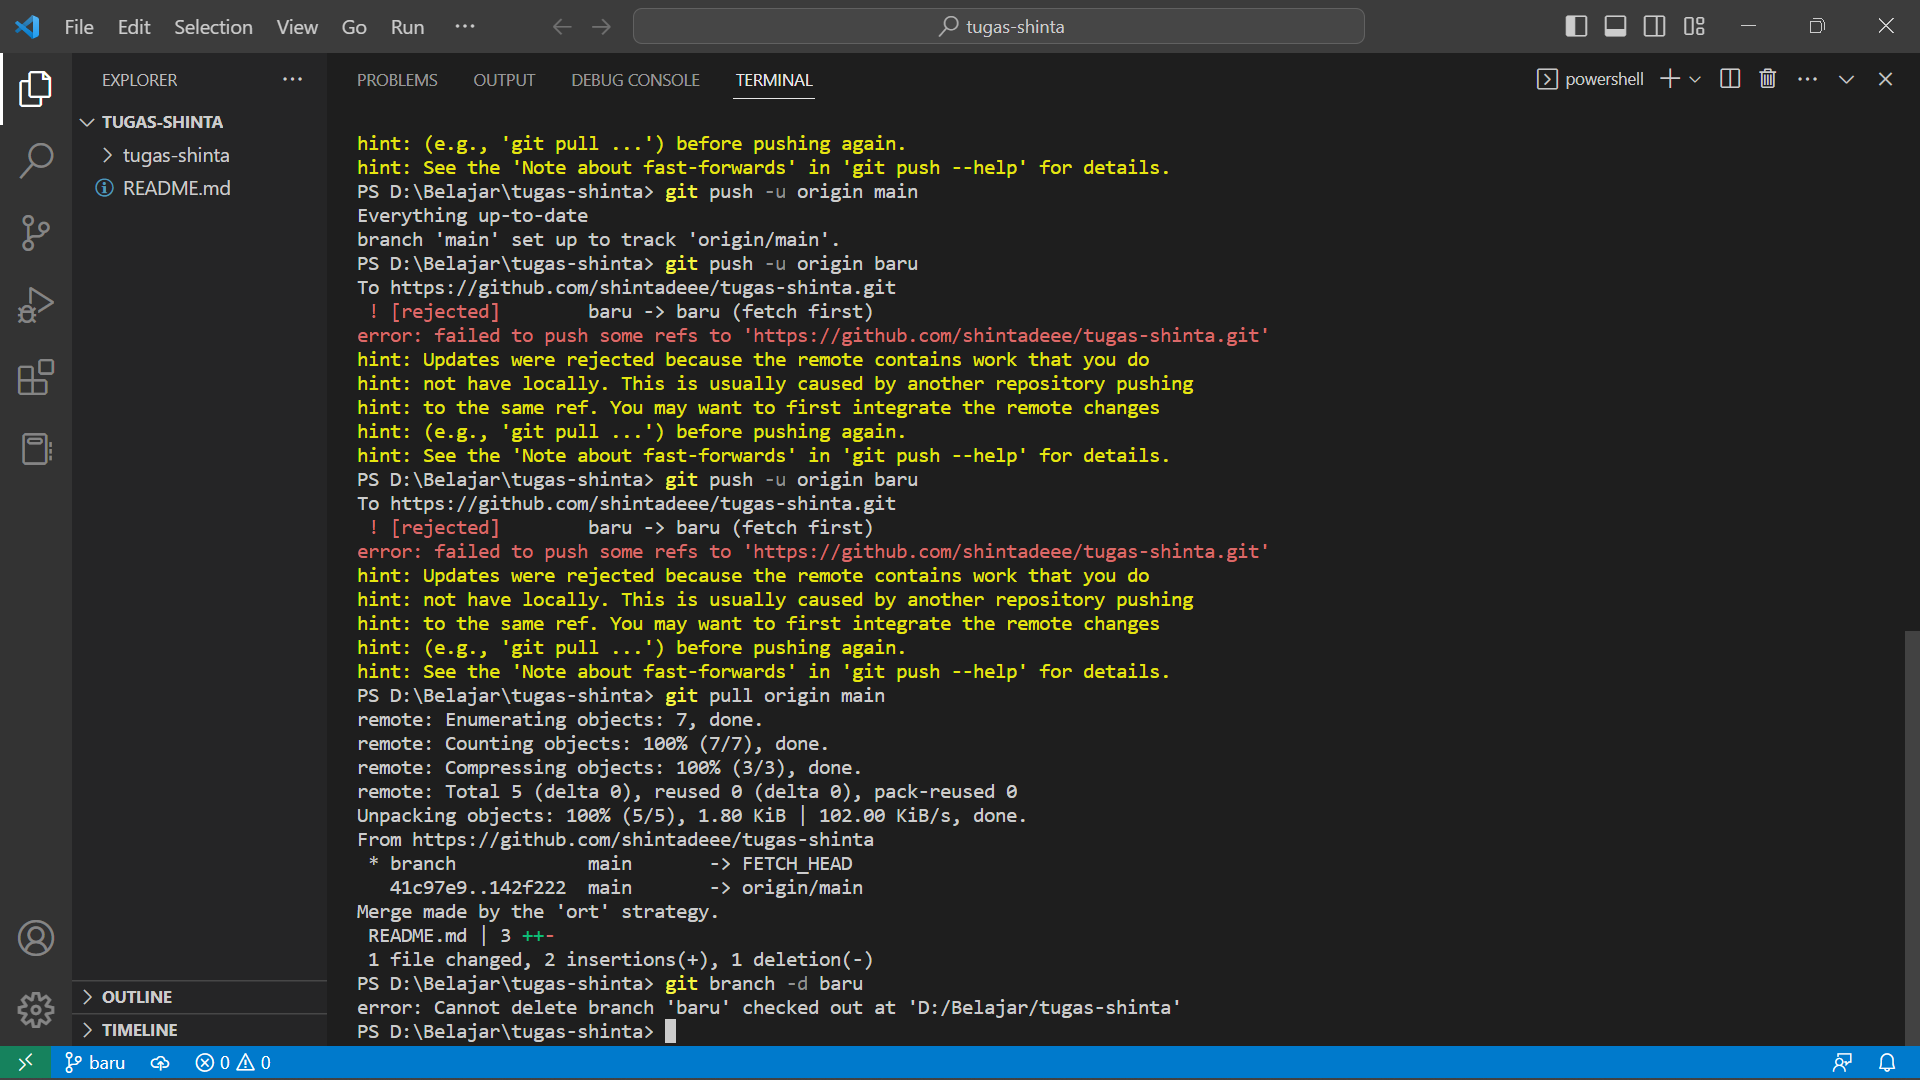 File Edit Selection View Go Run ··· tugas-shinta
EXPLORER ···
TUGAS-SHINTA
tugas-shinta
README.md
OUTLINE
TIMELINE
PROBLEMS OUTPUT DEBUG CONSOLE TERMINAL powershell
hint: (e.g., 'git pull ...') before pushing again.
hint: See the 'Note about fast-forwards' in 'git push --help' for details.
PS D:\Belajar\tugas-shinta> git push -u origin main
Everything up-to-date
branch 'main' set up to track 'origin/main'.
PS D:\Belajar\tugas-shinta> git push -u origin baru
To https://github.com/shintadeee/tugas-shinta.git
! [rejected] baru -> baru (fetch first)
error: failed to push some refs to 'https://github.com/shintadeee/tugas-shinta.git'
hint: Updates were rejected because the remote contains work that you do
hint: not have locally. This is usually caused by another repository pushing
hint: to the same ref. You may want to first integrate the remote changes
hint: (e.g., 'git pull ...') before pushing again.
hint: See the 'Note about fast-forwards' in 'git push --help' for details.
PS D:\Belajar\tugas-shinta> git push -u origin baru
To https://github.com/shintadeee/tugas-shinta.git
! [rejected] baru -> baru (fetch first)
error: failed to push some refs to 'https://github.com/shintadeee/tugas-shinta.git'
hint: Updates were rejected because the remote contains work that you do
hint: not have locally. This is usually caused by another repository pushing
hint: to the same ref. You may want to first integrate the remote changes
hint: (e.g., 'git pull ...') before pushing again.
hint: See the 'Note about fast-forwards' in 'git push --help' for details.
PS D:\Belajar\tugas-shinta> git pull origin main
remote: Enumerating objects: 7, done.
remote: Counting objects: 100% (7/7), done.
remote: Compressing objects: 100% (3/3), done.
remote: Total 5 (delta 0), reused 0 (delta 0), pack-reused 0
Unpacking objects: 100% (5/5), 1.80 KiB | 102.00 KiB/s, done.
From https://github.com/shintadeee/tugas-shinta
* branch main -> FETCH_HEAD
41c97e9..142f222 main -> origin/main
Merge made by the 'ort' strategy.
README.md | 3 ++-
1 file changed, 2 insertions(+), 1 deletion(-)
PS D:\Belajar\tugas-shinta> git branch -d baru
error: Cannot delete branch 'baru' checked out at 'D:/Belajar/tugas-shinta'
PS D:\Belajar\tugas-shinta>
baru 0 0